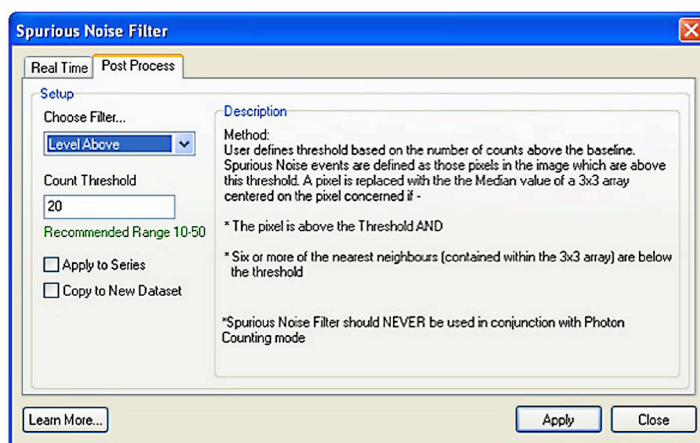 Spurious Noise Filter
Real Time
Post Process
Setup
Choose Filter...
Level Above
Count Threshold
20
Recommended Range 10-50
Apply to Series
Copy to New Dataset
Description
Method:
User defines threshold based on the number of counts above the baseline.
Spurious Noise events are defined as those pixels in the image which are above
this threshold. A pixel is replaced with the the Median value of a 3x3 array
centered on the pixel concerned if -
* The pixel is above the Threshold AND
* Six or more of the nearest neighbours (contained within the 3x3 array) are below
the threshold
*Spurious Noise Filter should NEVER be used in conjunction with Photon
Counting mode
Learn More...
Apply
Close